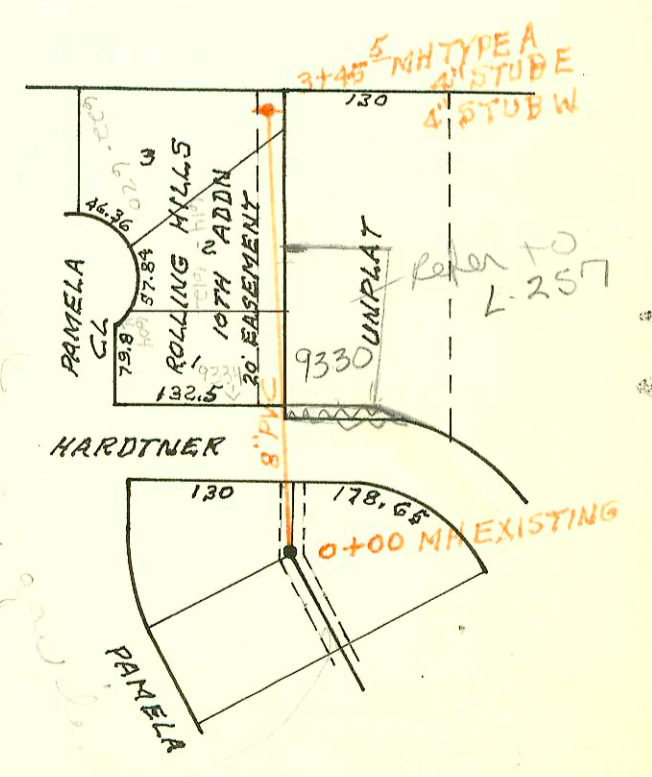 3+45⁵ MH TYPE A
4" STUB E
4" STUB W
130
3
46.36
57.84
79.8
PAMELA
CL
ROLLING HILLS
10TH ADDN
2
1
20' EASEMENT
UNPLAT
Refer to
L-257
9330
132.5
8" PVC
HARDTNER
130
178.65
0+00 MH EXISTING
PAMELA